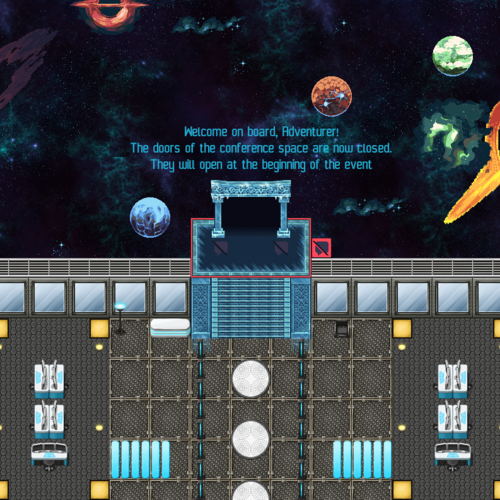 Welcome on board, Adventurer!
The doors of the conference space are now closed.
They will open at the beginning of the event